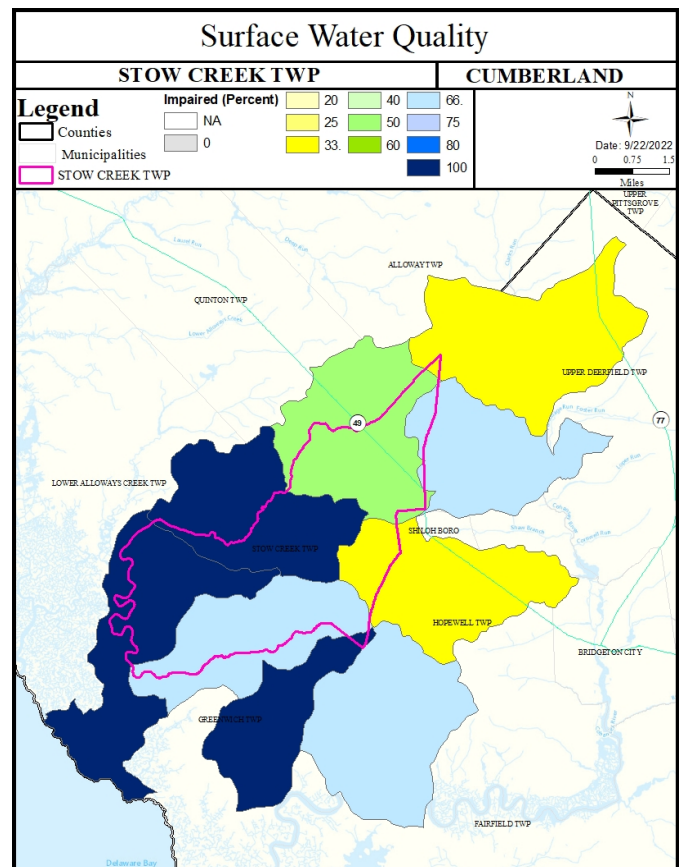 Surface Water Quality
STOW CREEK TWP
CUMBERLAND
Legend
Counties
Municipalities
STOW CREEK TWP
Impaired (Percent)
NA
0
20
25
33.
40
50
60
66.
75
80
100
N
Date: 9/22/2022
0 0.75 1.5
Miles
UPPER
PITTSGROVE
TWP
ALLOWAY TWP
QUINTON TWP
UPPER DEERFIELD TWP
77
49
LOWER ALLOWAYS CREEK TWP
SHILOH BORO
STOW CREEK TWP
HOPEWELL TWP
BRIDGETON CITY
GREENWICH TWP
FAIRFIELD TWP
Delaware Bay